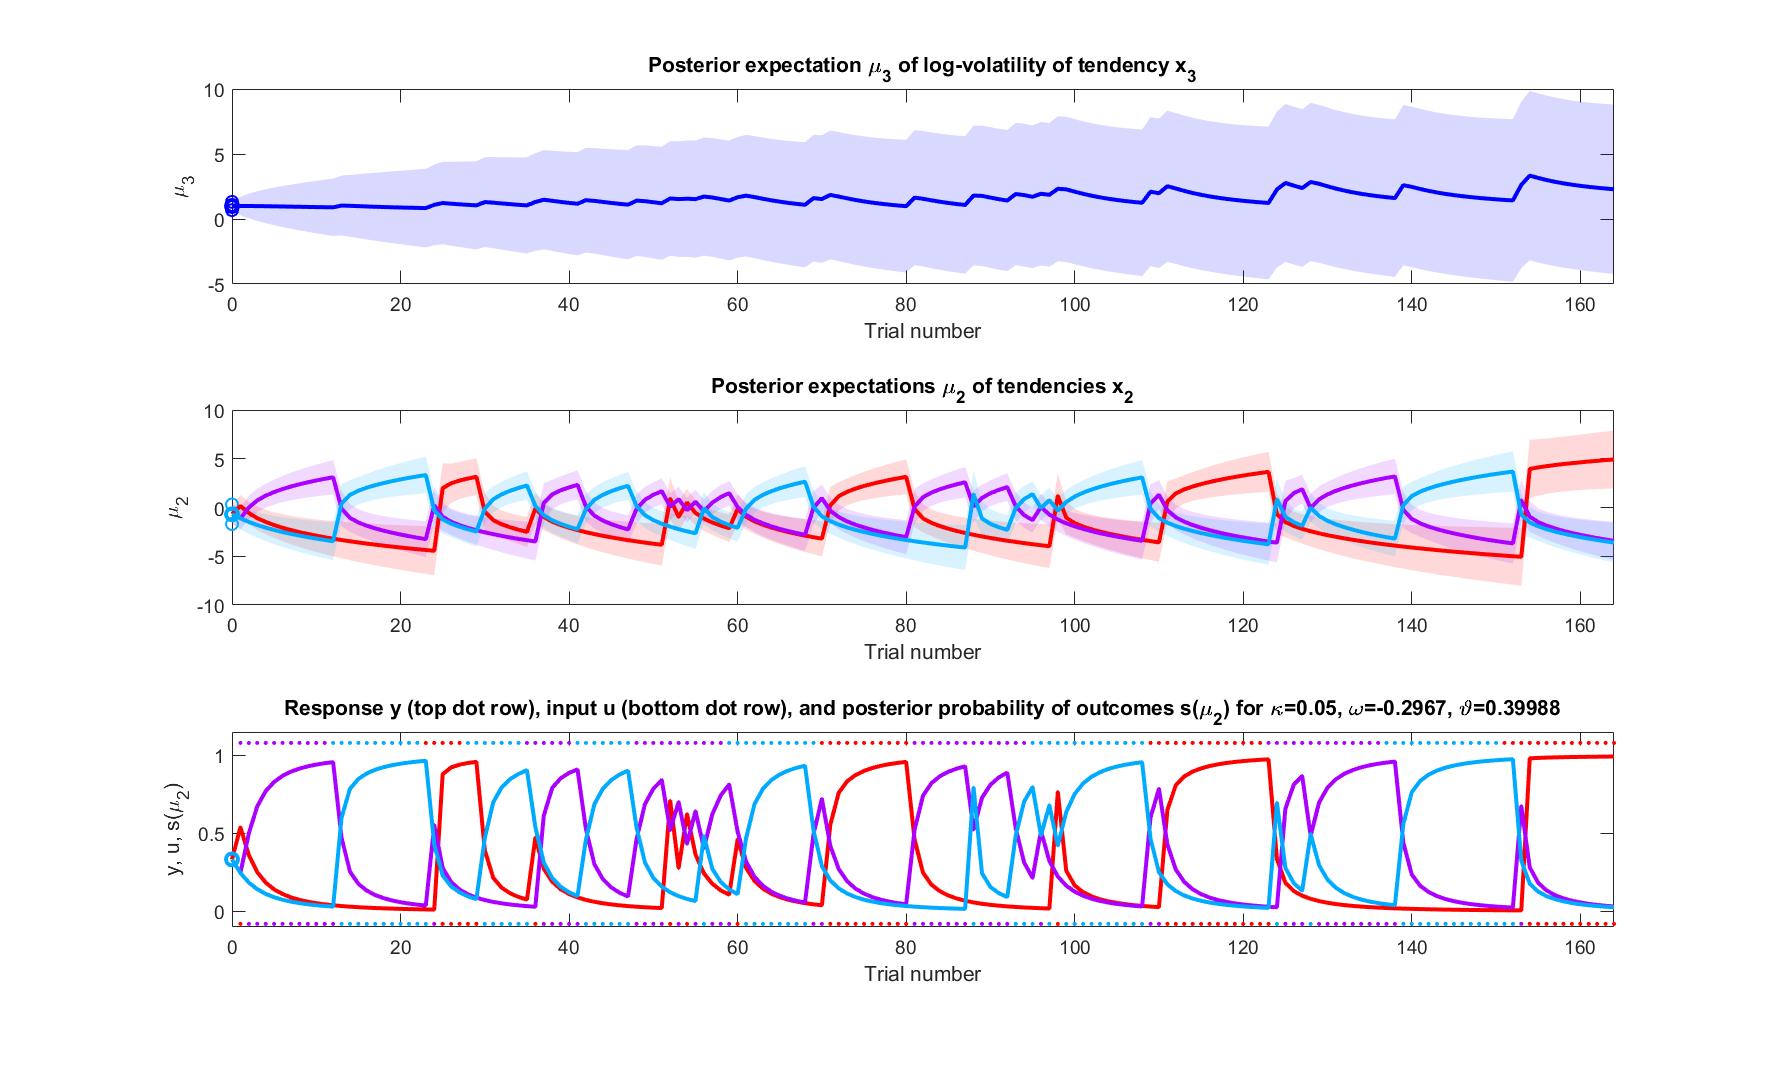 Posterior expectation μ3 of log-volatility of tendency x3
10
5
0
-5
μ3
0 20 40 60 80 100 120 140 160
Trial number
Posterior expectations μ2 of tendencies x2
10
5
0
-5
-10
μ2
0 20 40 60 80 100 120 140 160
Trial number
Response y (top dot row), input u (bottom dot row), and posterior probability of outcomes s(μ2) for κ=0.05, ω=-0.2967, ϑ=0.39988
1
0.5
0
y, u, s(μ2)
0 20 40 60 80 100 120 140 160
Trial number